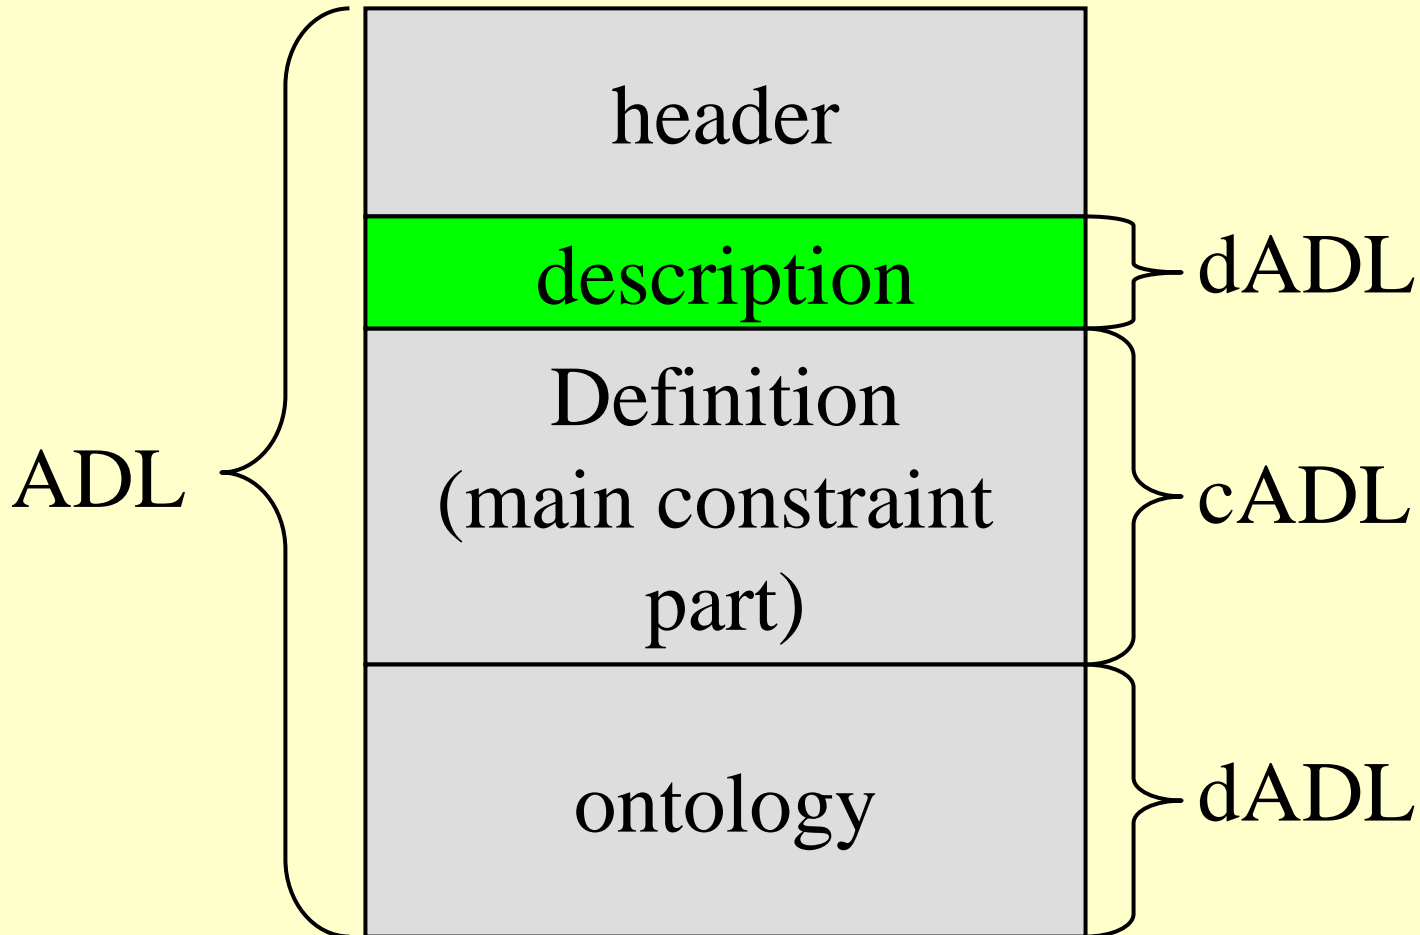 header
description
dADL
Definition
(main constraint
part)
ADL
cADL
ontology
dADL